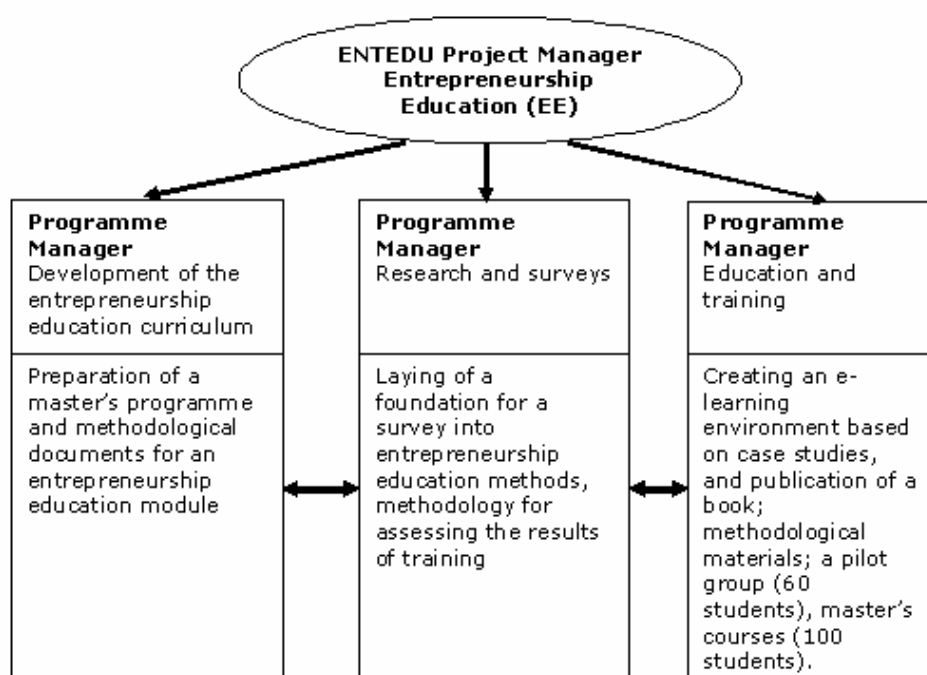 ENTEDU Project Manager
Entrepreneurship
Education (EE)
Programme
Manager
Development of the
entrepreneurship
education curriculum
Preparation of a
master's programme
and methodological
documents for an
entrepreneurship
education module
Programme
Manager
Research and surveys
Laying of a
foundation for a
survey into
entrepreneurship
education methods,
methodology for
assessing the results
of training
Programme
Manager
Education and
training
Creating an e-
learning
environment based
on case studies,
and publication of a
book;
methodological
materials; a pilot
group (60
students), master's
courses (100
students).